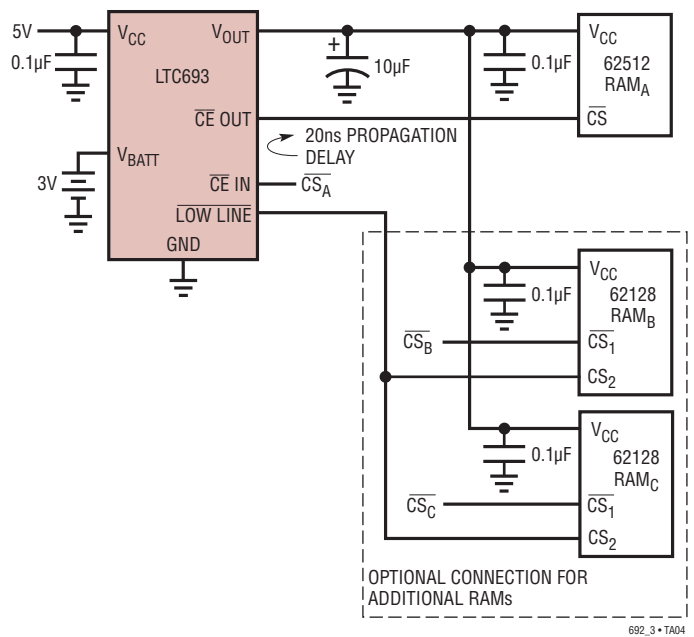 5V
0.1µF
V_CC
V_OUT
LTC693
CE OUT
V_BATT
3V
CE IN
LOW LINE
GND
+
10µF
0.1µF
V_CC
62512
RAM_A
CS
20ns PROPAGATION
DELAY
CS_A
0.1µF
V_CC
62128
RAM_B
CS_B
CS_1
CS_2
0.1µF
V_CC
62128
RAM_C
CS_C
CS_1
CS_2
OPTIONAL CONNECTION FOR
ADDITIONAL RAMs
692_3 • TA04